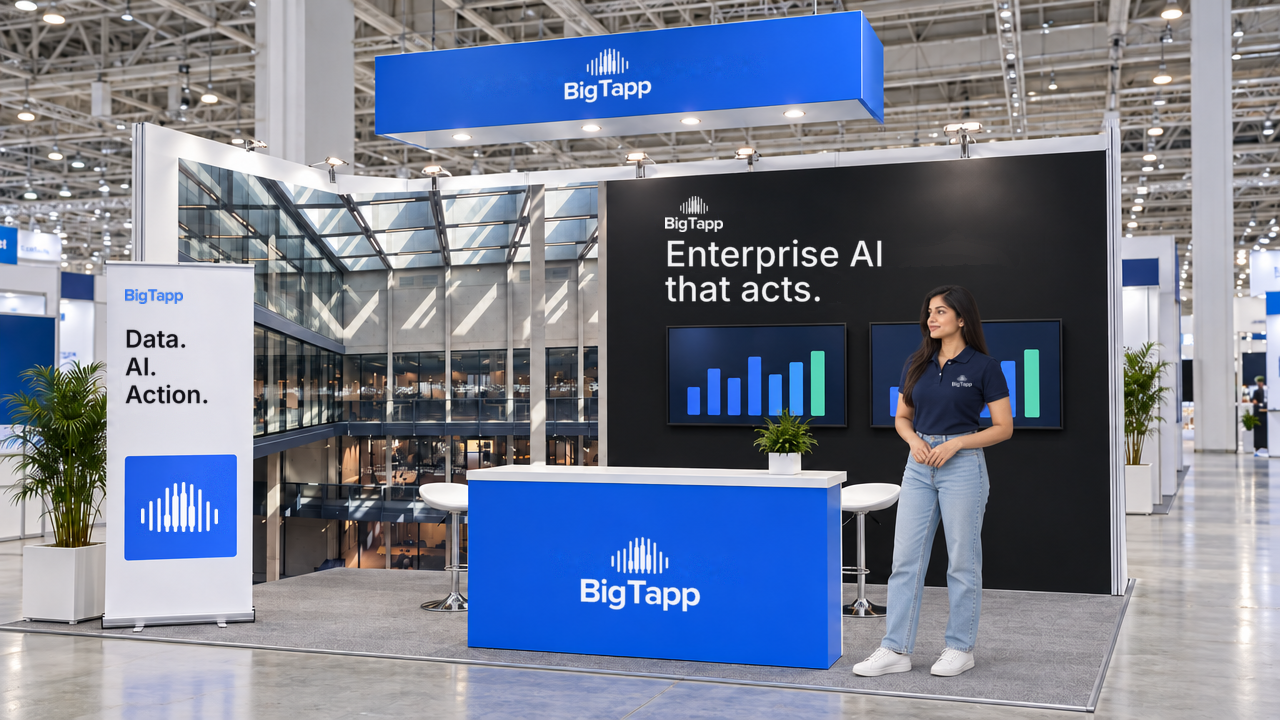 BigTapp
BigTapp
Enterprise AI
that acts.
BigTapp
Data.
AI.
Action.
BigTapp
BigTapp